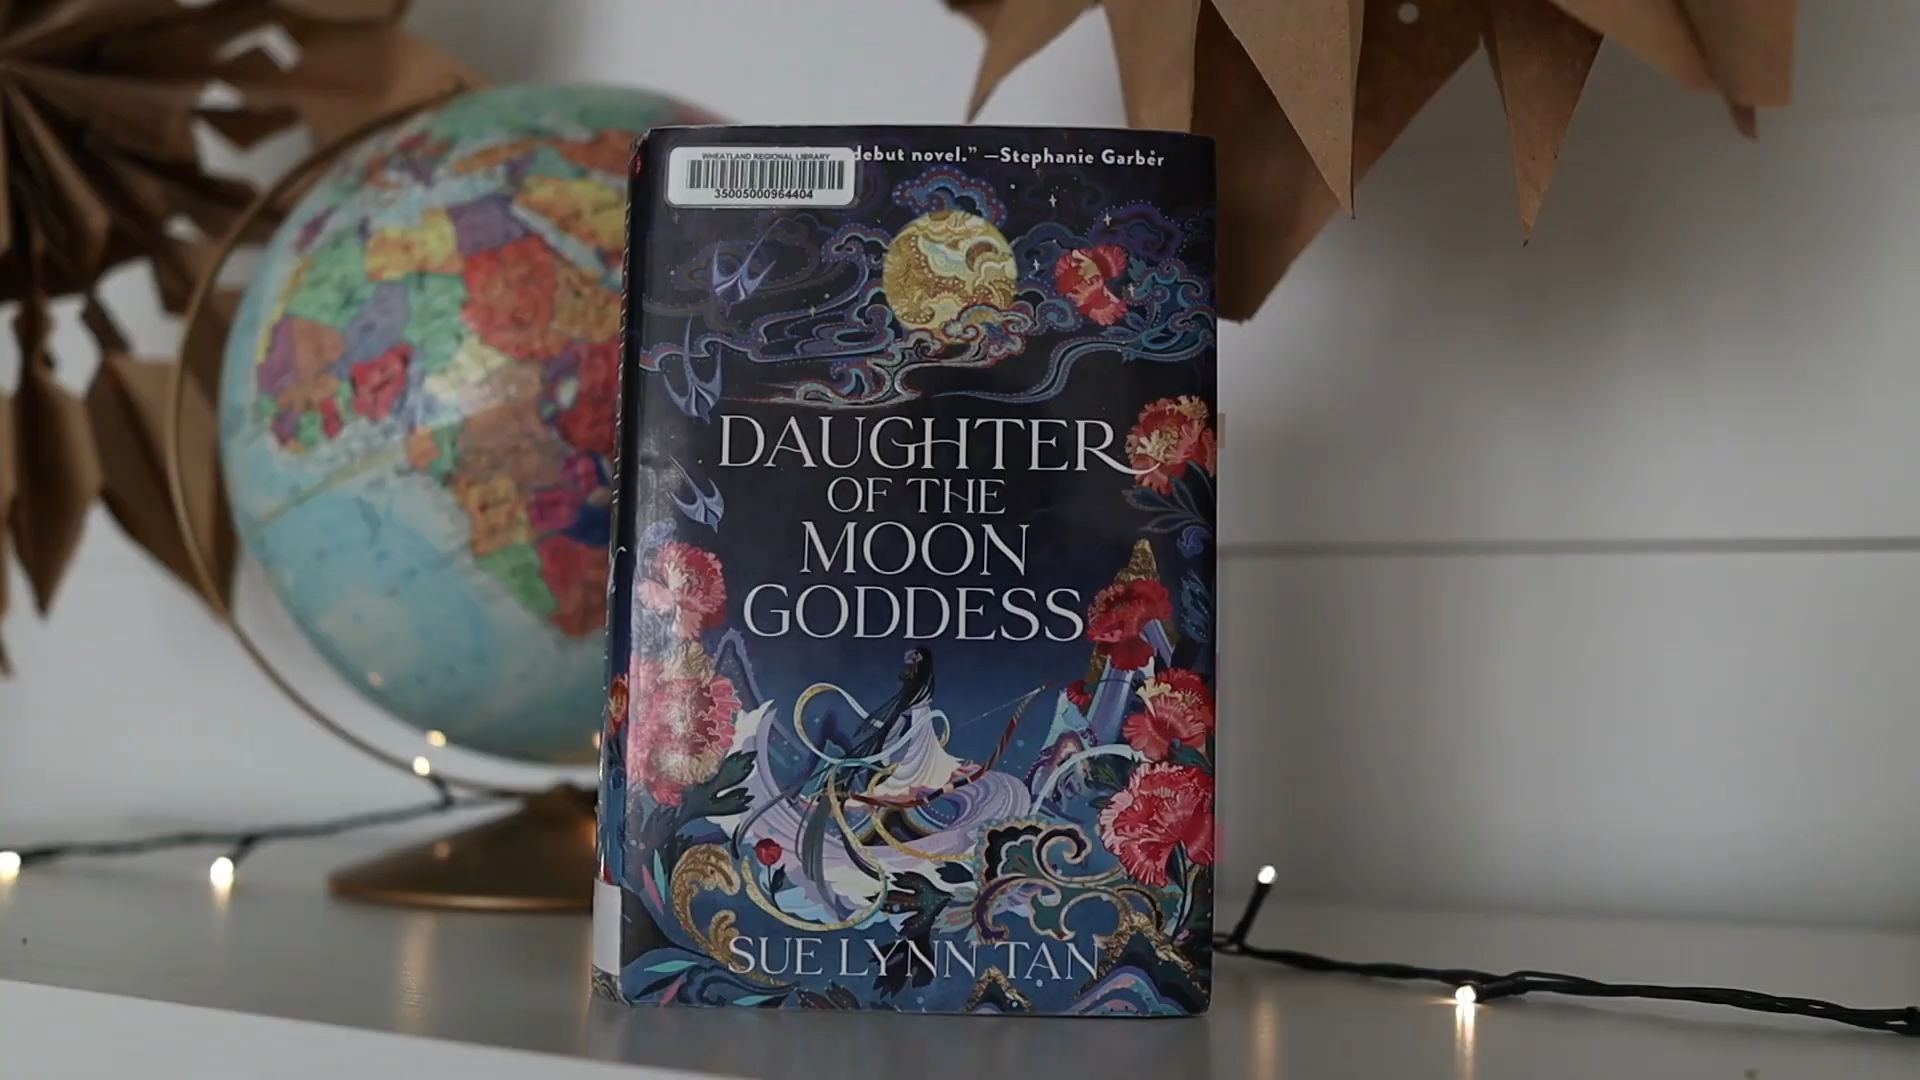 WHEATLAND REGIONAL LIBRARY
35005000964404
debut novel.” —Stephanie Garber
DAUGHTER
OF THE
MOON
GODDESS
SUE LYNN TAN